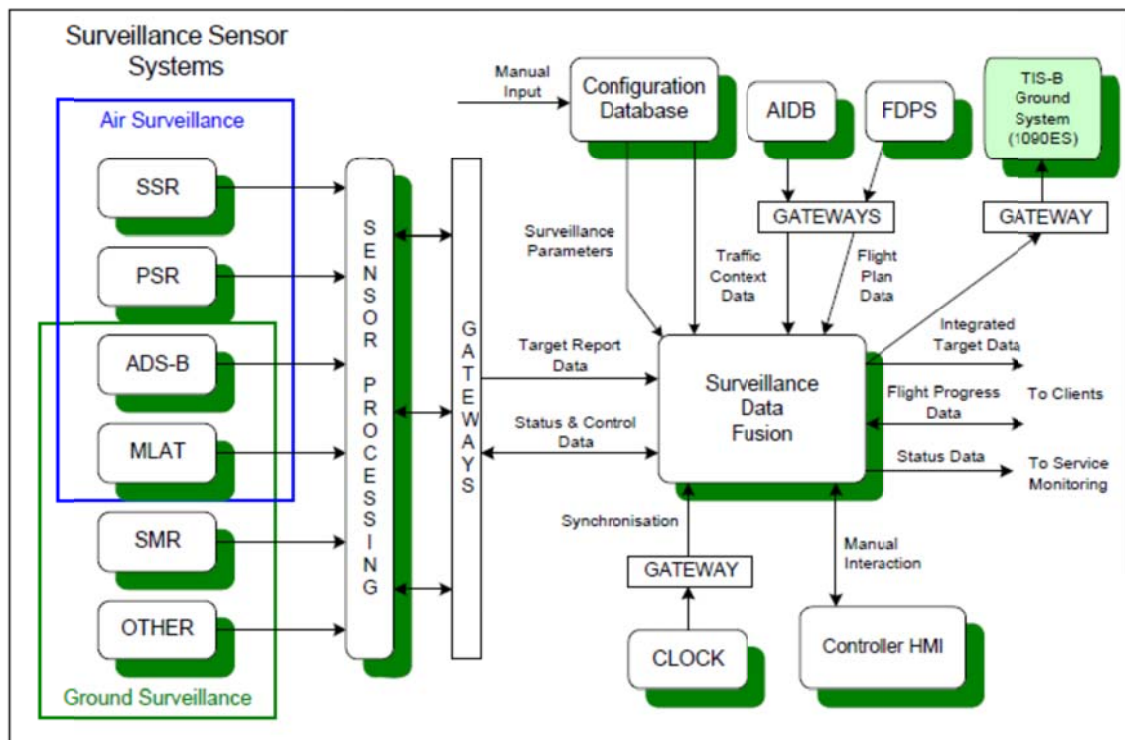 Surveillance Sensor
Systems
Air Surveillance
SSR
PSR
ADS-B
MLAT
SMR
OTHER
Ground Surveillance
SENSOR PROCESSING
GATEWAYS
Manual
Input
Configuration
Database
AIDB
FDPS
TIS-B
Ground
System
(1090ES)
GATEWAYS
GATEWAY
Surveillance
Parameters
Traffic
Context
Data
Flight
Plan
Data
Target Report
Data
Status & Control
Data
Surveillance
Data
Fusion
Integrated
Target Data
Flight Progress
Data
To Clients
Status Data
To Service
Monitoring
Synchronisation
GATEWAY
CLOCK
Manual
Interaction
Controller HMI